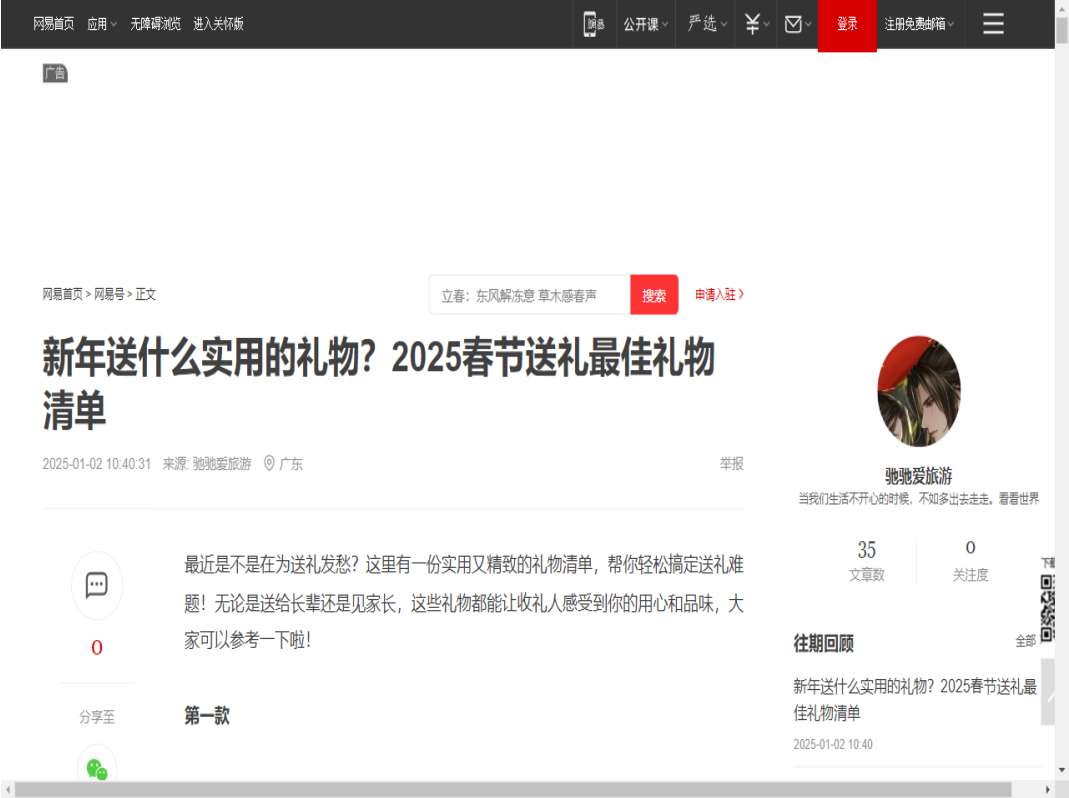 网易首页 应用 无障碍浏览 进入关怀版 公开课 严选 登录 注册免费邮箱
广告
网易首页 > 网易号 > 正文
立春：东风解冻意 草木感春声 搜索 申请入驻
新年送什么实用的礼物？2025春节送礼最佳礼物
清单
2025-01-02 10:40:31 来源: 驰驰爱旅游 广东 举报
最近是不是在为送礼发愁？这里有一份实用又精致的礼物清单，帮你轻松搞定送礼难
题！无论是送给长辈还是见家长，这些礼物都能让收礼人感受到你的用心和品味，大
家可以参考一下啦！
0
分享至
第一款
驰驰爱旅游
当我们生活不开心的时候，不如多出去走走。看看世界
35 0
文章数 关注度
往期回顾 全部
新年送什么实用的礼物？2025春节送礼最
佳礼物清单
2025-01-02 10:40